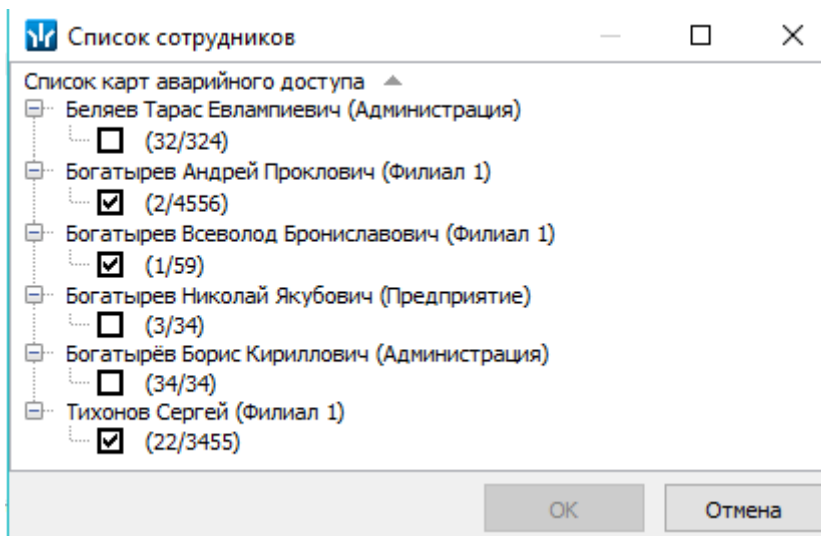 Список сотрудников
Список карт аварийного доступа
Беляев Тарас Евлампиевич (Администрация)
(32/324)
Богатырев Андрей Проклович (Филиал 1)
(2/4556)
Богатырев Всеволод Брониславович (Филиал 1)
(1/59)
Богатырев Николай Якубович (Предприятие)
(3/34)
Богатырёв Борис Кириллович (Администрация)
(34/34)
Тихонов Сергей (Филиал 1)
(22/3455)
ОК Отмена